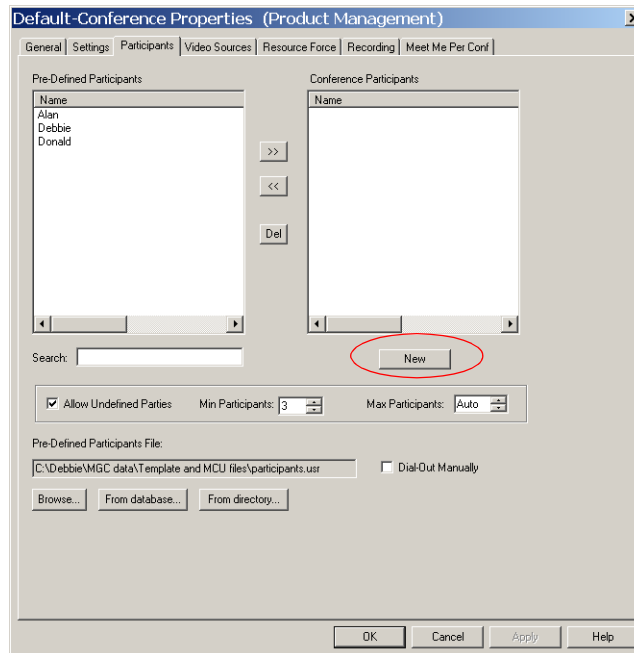 Default-Conference Properties (Product Management)
General Settings Participants Video Sources Resource Force Recording Meet Me Per Conf
Pre-Defined Participants
Conference Participants
Name
Name
Alan
Debbie
Donald
>>
<<
Del
Search:
New
Allow Undefined Parties Min Participants: 3 Max Participants: Auto
Pre-Defined Participants File:
C:\Debbie\MGC data\Template and MCU files\participants.usr
Dial-Out Manually
Browse... From database... From directory...
OK Cancel Apply Help